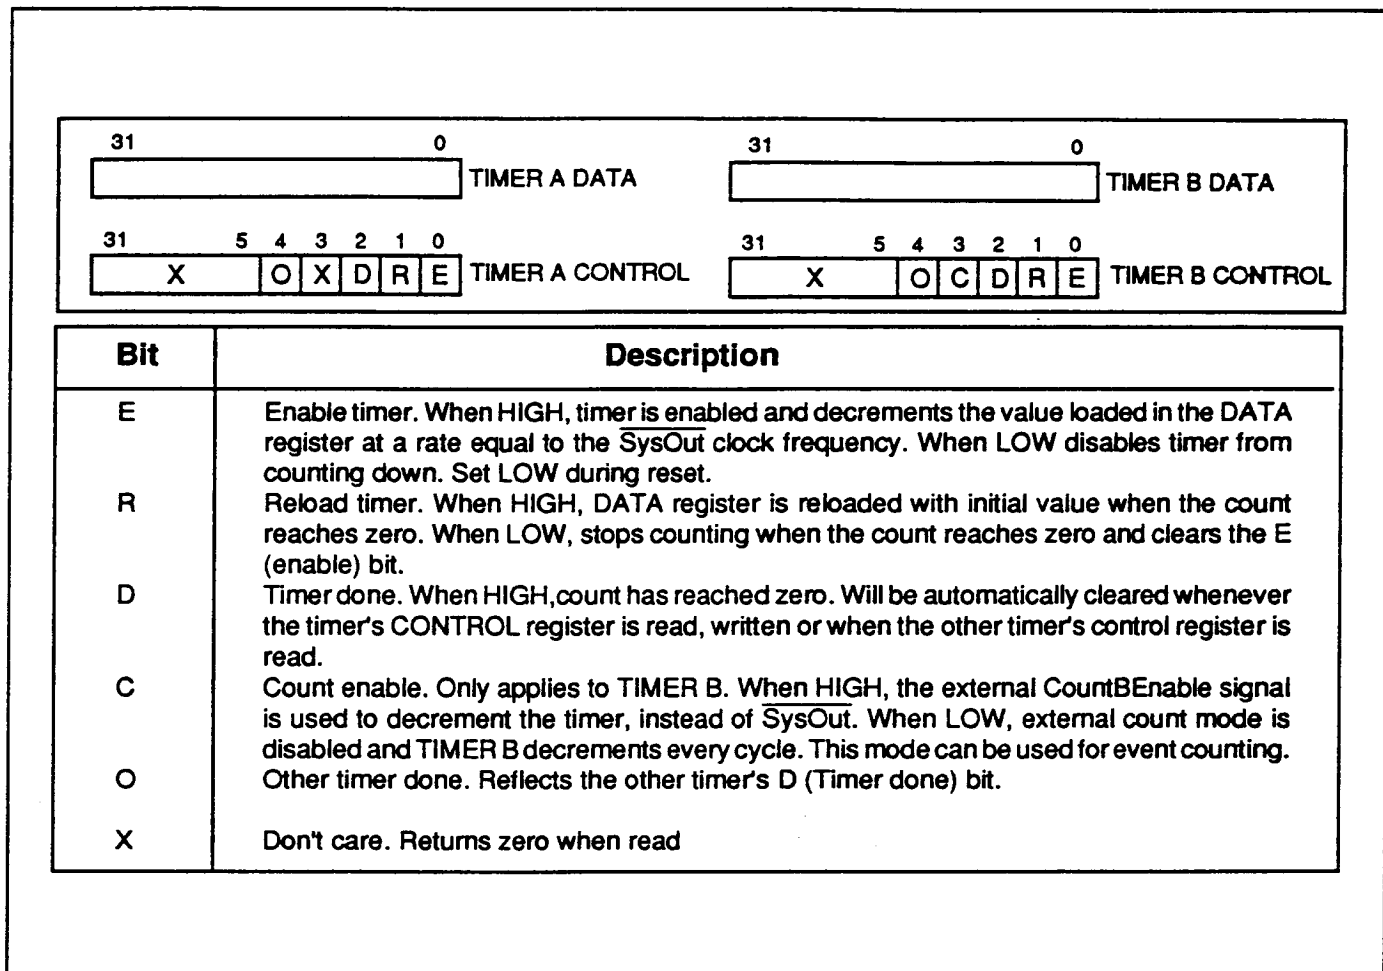 31 0 TIMER A DATA
31 0 TIMER B DATA
31 5 4 3 2 1 0
X O X D R E TIMER A CONTROL
31 5 4 3 2 1 0
X O C D R E TIMER B CONTROL
Bit Description
E Enable timer. When HIGH, timer is enabled and decrements the value loaded in the DATA
register at a rate equal to the SysOut clock frequency. When LOW disables timer from
counting down. Set LOW during reset.
R Reload timer. When HIGH, DATA register is reloaded with initial value when the count
reaches zero. When LOW, stops counting when the count reaches zero and clears the E
(enable) bit.
D Timer done. When HIGH,count has reached zero. Will be automatically cleared whenever
the timer's CONTROL register is read, written or when the other timer's control register is
read.
C Count enable. Only applies to TIMER B. When HIGH, the external CountBEnable signal
is used to decrement the timer, instead of SysOut. When LOW, external count mode is
disabled and TIMER B decrements every cycle. This mode can be used for event counting.
O Other timer done. Reflects the other timer's D (Timer done) bit.
X Don't care. Returns zero when read